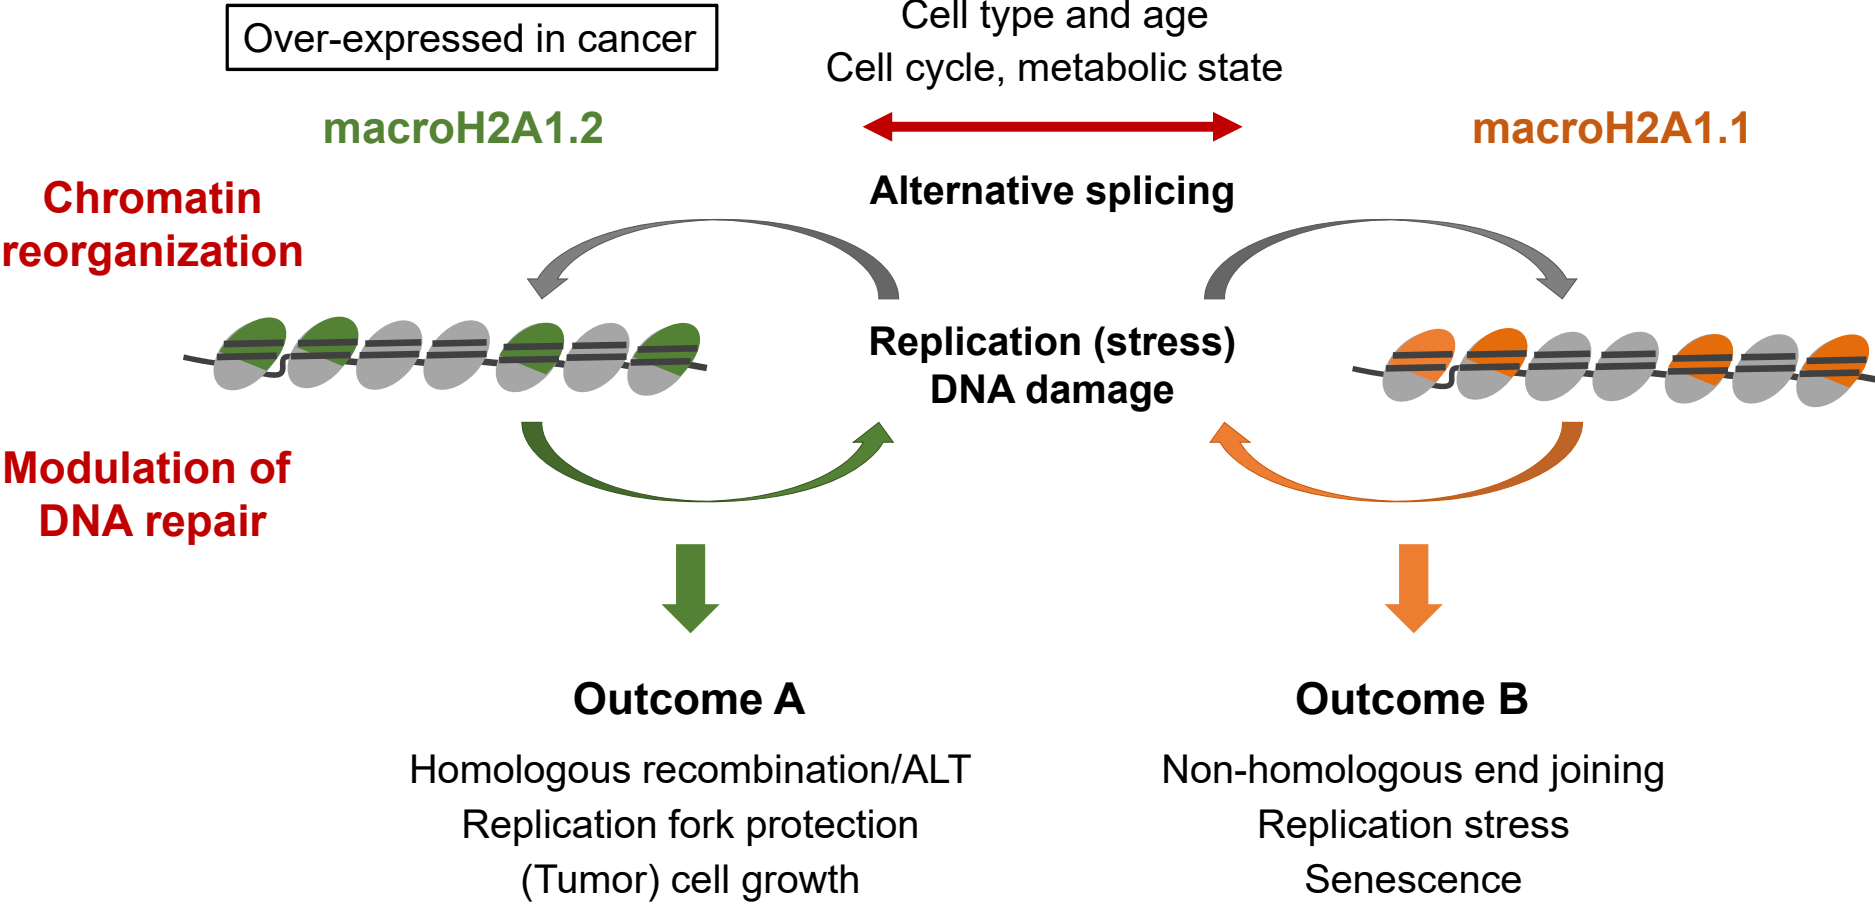 Over-expressed in cancer
Cell type and age
Cell cycle, metabolic state
macroH2A1.2
macroH2A1.1
Alternative splicing
Chromatin
reorganization
Replication (stress)
DNA damage
Modulation of
DNA repair
Outcome A
Homologous recombination/ALT
Replication fork protection
(Tumor) cell growth
Outcome B
Non-homologous end joining
Replication stress
Senescence